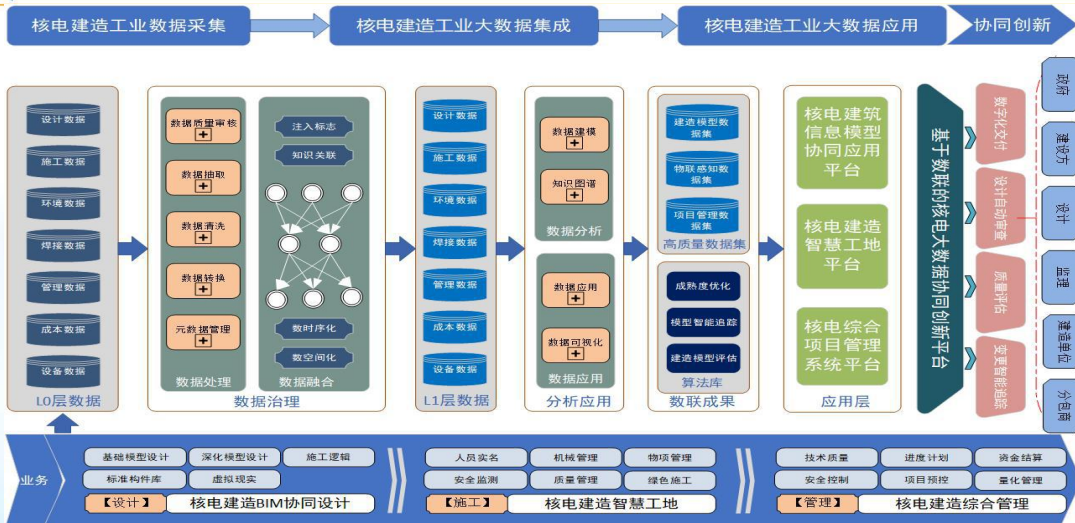 核电建造工业数据采集
核电建造工业大数据集成
核电建造工业大数据应用
协同创新
设计数据
施工数据
环境数据
焊接数据
管理数据
成本数据
设备数据
L0层数据
数据质量审核
数据抽取
数据清洗
数据转换
元数据管理
数据处理
注入标志
知识关联
数时序化
数空间化
数据融合
数据治理
设计数据
施工数据
环境数据
焊接数据
管理数据
成本数据
设备数据
L1层数据
数据建模
知识图谱
数据分析
数据应用
数据可视化
数据应用
分析应用
建造模型数
据集
物联感知数
据集
项目管理数
据集
高质量数据集
成熟度优化
模型智能追踪
建造模型评估
算法库
数联成果
核电建筑
信息模型
协同应用
平台
核电建造
智慧工地
平台
核电综合
项目管理
系统平台
应用层
基于数联的核电大数据协同创新平台
数字化交付
设计自动审查
质量评估
变更智能追踪
政府
建设方
设计
监理
建造单位
分包商
业务
基础模型设计
深化模型设计
施工逻辑
标准构件库
虚拟现实
【设计】
核电建造BIM协同设计
人员实名
机械管理
物项管理
安全监测
质量管理
绿色施工
【施工】
核电建造智慧工地
技术质量
进度计划
资金结算
安全控制
项目预控
量化管理
【管理】
核电建造综合管理